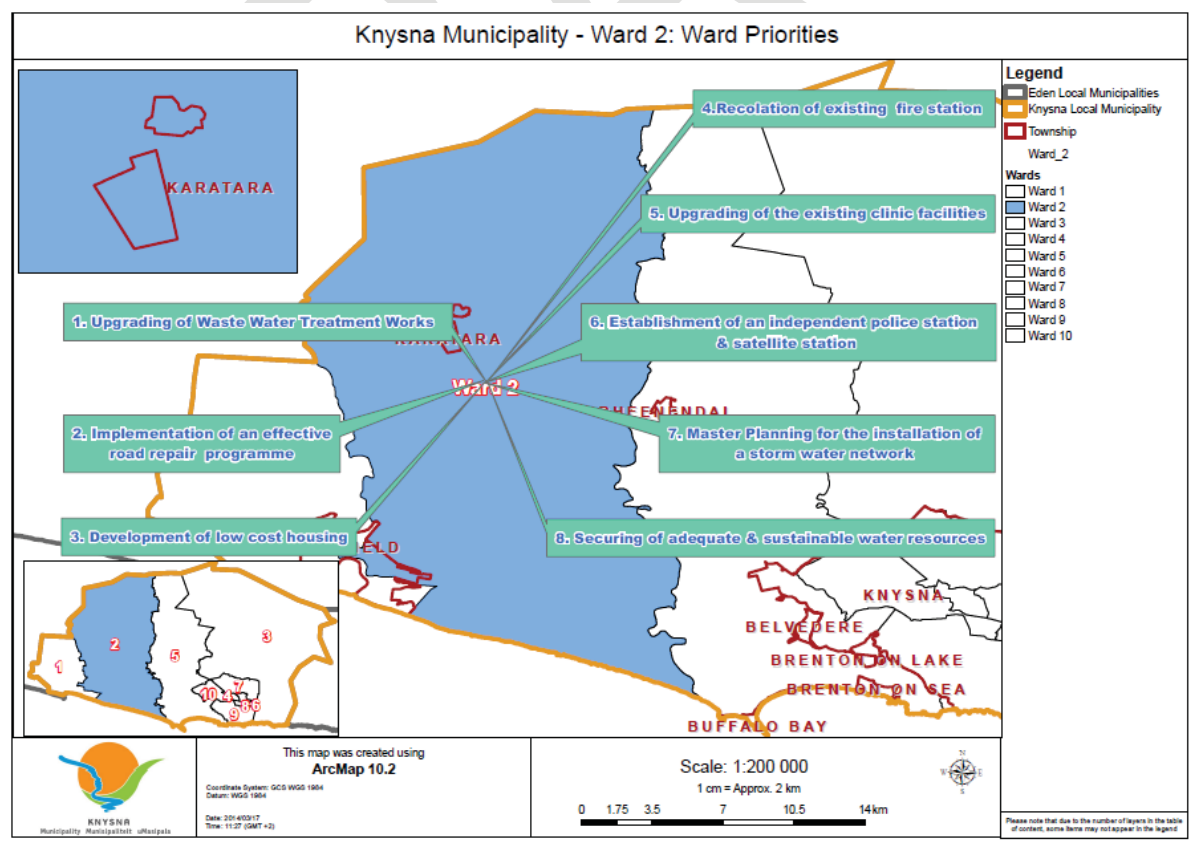 Knysna Municipality - Ward 2: Ward Priorities
KARATARA
4.Recolation of existing fire station
5. Upgrading of the existing clinic facilities
1. Upgrading of Waste Water Treatment Works
6. Establishment of an independent police station
& satellite station
KARATARA
Ward 2
HEENENDAL
2. Implementation of an effective
road repair programme
7. Master Planning for the installation of
a storm water network
3. Development of low cost housing
8. Securing of adequate & sustainable water resources
ELD
KNYSNA
BELVEDERE
BRENTON ON LAKE
BRENTON ON SEA
BUFFALO BAY
1
2
5
3
10
4
7
8
6
9
Legend
Eden Local Municipalities
Knysna Local Municipality
Township
Ward_2
Wards
Ward 1
Ward 2
Ward 3
Ward 4
Ward 5
Ward 6
Ward 7
Ward 8
Ward 9
Ward 10
KNYSNA
Municipality Munisipaliteit uMasipala
This map was created using
ArcMap 10.2
Coordinate System: GCS WGS 1984
Datum: WGS 1984
Date: 2014/03/17
Time: 11:27 (GMT +2)
Scale: 1:200 000
1 cm = Approx. 2 km
0 1.75 3.5 7 10.5 14 km
N
W E
S
Please note that due to the number of layers in the table
of content, some items may not appear in the legend